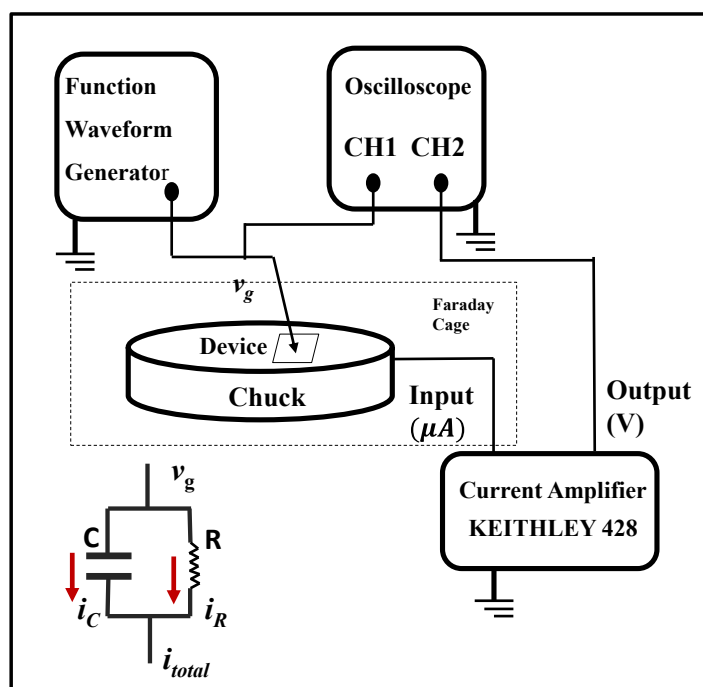 Function
Waveform
Generator
Oscilloscope
CH1 CH2
v_g
Faraday
Cage
Device
Chuck
Input
(μA)
Output
(V)
Current Amplifier
KEITHLEY 428
v_g
C
R
i_C
i_R
i_total